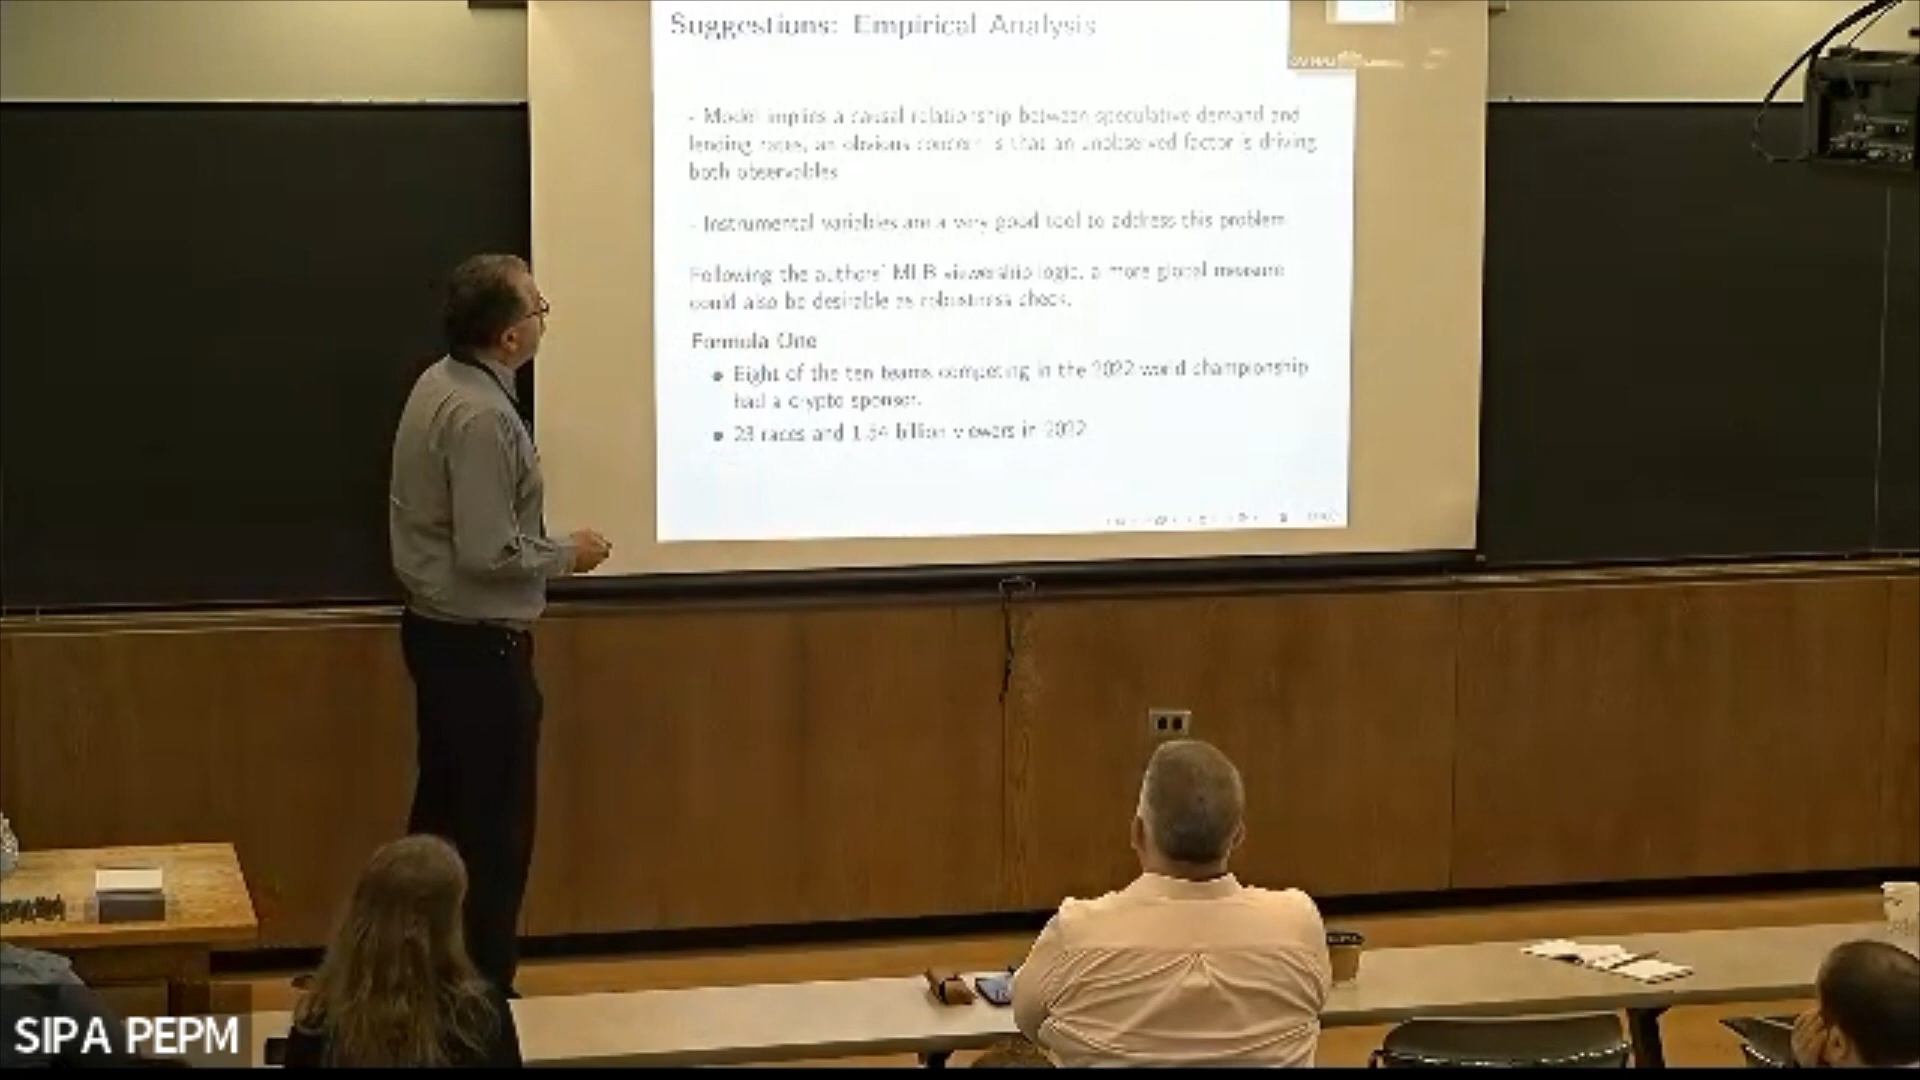 Suggestions: Empirical Analysis
- Model implies a causal relationship between speculative demand and
lending rates, an obvious concern is that an unobserved factor is driving
both observables
- Instrumental variables are a very good tool to address this problem
Following the authors' MLB viewership logic, a more global measure
could also be desirable as robustness check.
Formula One
• Eight of the ten teams competing in the 2022 world championship
had a crypto sponsor.
• 23 races and 1.54 billion viewers in 2022
SIPA PEPM